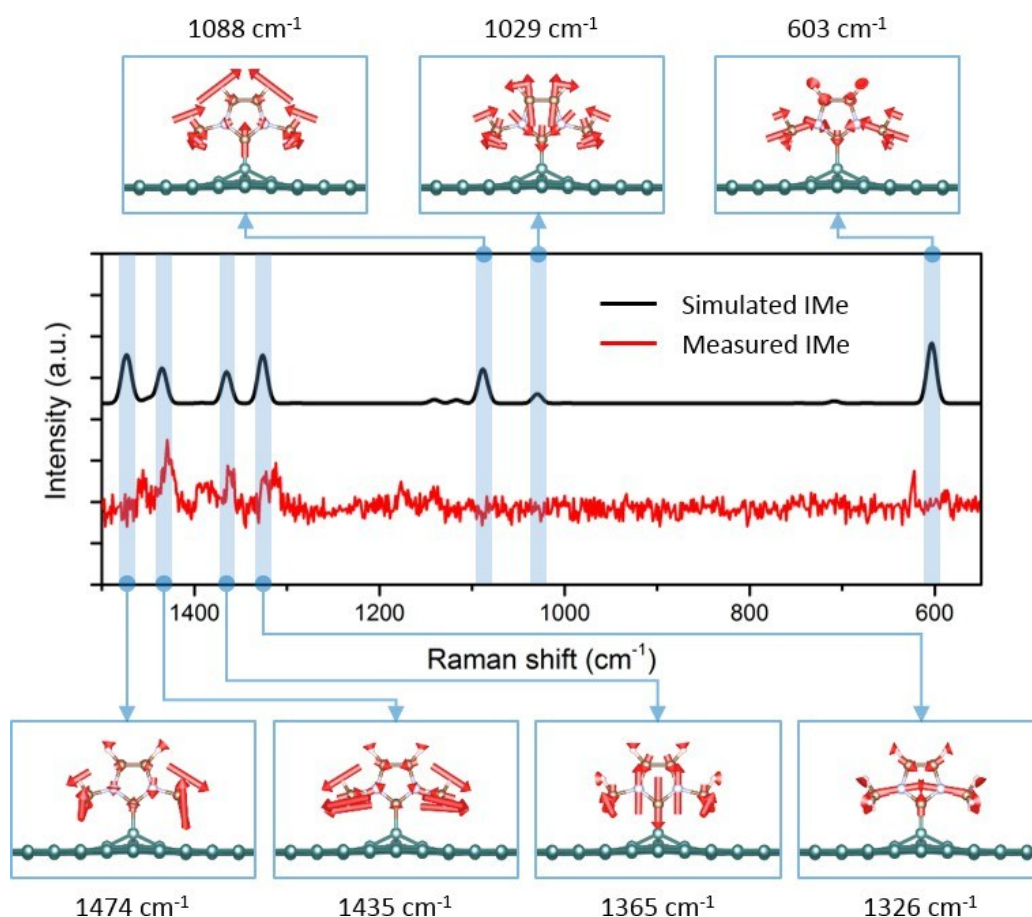 1088 cm⁻¹
1029 cm⁻¹
603 cm⁻¹
Intensity (a.u.)
Simulated IMe
Measured IMe
1400
1200
1000
800
600
Raman shift (cm⁻¹)
1474 cm⁻¹
1435 cm⁻¹
1365 cm⁻¹
1326 cm⁻¹